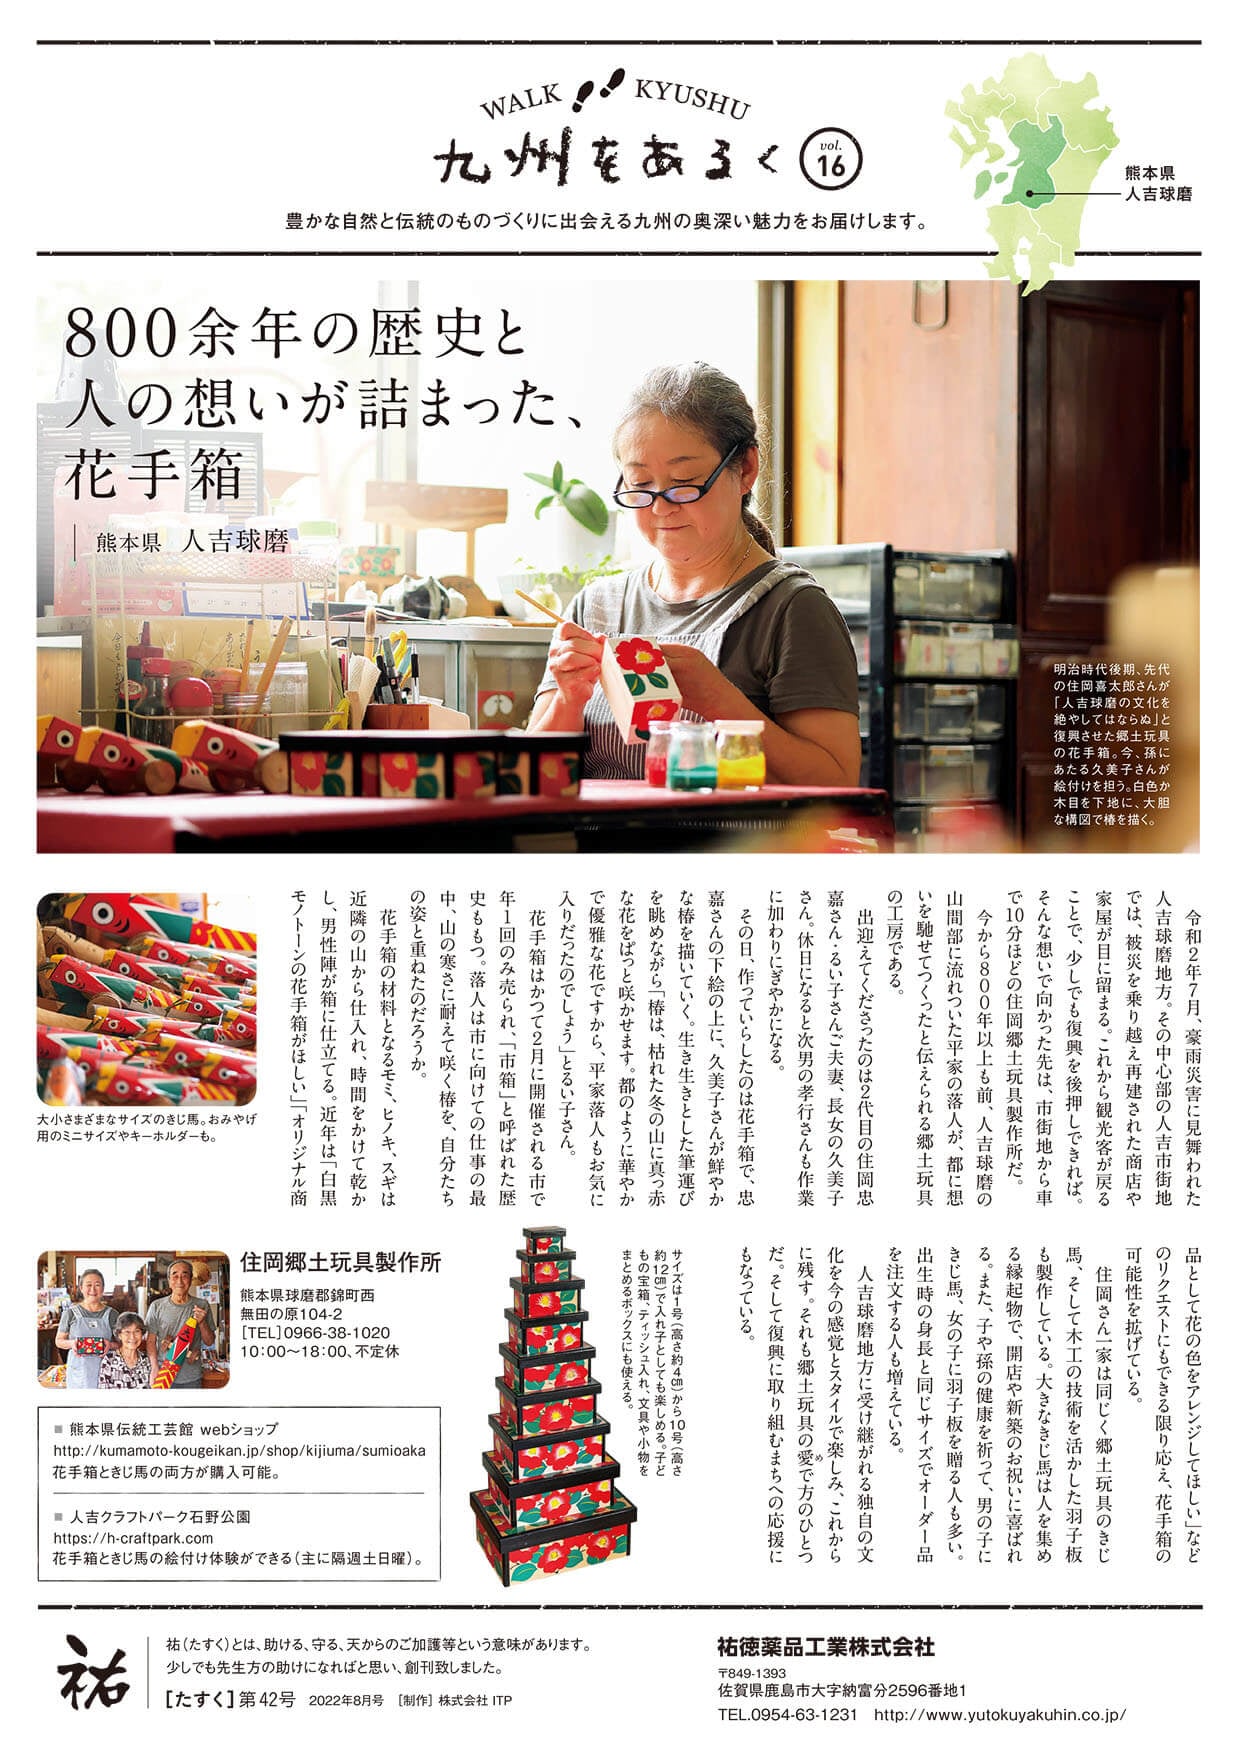 WALK KYUSHU
九州をあるく
vol. 16
豊かな自然と伝統のものづくりに出会える九州の奥深い魅力をお届けします。
熊本県
人吉球磨
800余年の歴史と
人の想いが詰まった、
花手箱
熊本県 人吉球磨
明治時代後期、先代
の住岡喜太郎さんが
「人吉球磨の文化を
絶やしてはならぬ」と
復興させた郷土玩具
の花手箱。今、孫に
あたる久美子さんが
絵付けを担う。白色か
木目を下地に、大胆
な構図で椿を描く。
令和2年7月、豪雨災害に見舞われた
人吉球磨地方。その中心部の人吉市街地
では、被災を乗り越え再建された商店や
家屋が目に留まる。これから観光客が戻る
ことで、少しでも復興を後押しできれば。
そんな想いで向かった先は、市街地から車
で10分ほどの住岡郷土玩具製作所だ。
今から800年以上も前、人吉球磨の
山間部に流れついた平家の落人が、都に想
いを馳せてつくったと伝えられる郷土玩具
の工房である。
出迎えてくださったのは2代目の住岡忠
嘉さん・るい子さんご夫妻、長女の久美子
さん。休日になると次男の孝行さんも作業
に加わりにぎやかになる。
その日、作っていらしたのは花手箱で、忠
嘉さんの下絵の上に、久美子さんが鮮やか
な椿を描いていく。生き生きとした筆運び
を眺めながら「椿は、枯れた冬の山に真っ赤
な花をぱっと咲かせます。都のように華やか
で優雅な花ですから、平家落人もお気に
入りだったのでしょう」とるい子さん。
花手箱はかつて2月に開催される市で
年1回のみ売られ、「市箱」と呼ばれた歴
史ももつ。落人は市に向けての仕事の最
中、山の寒さに耐えて咲く椿を、自分たち
の姿と重ねたのだろうか。
花手箱の材料となるモミ、ヒノキ、スギは
近隣の山から仕入れ、時間をかけて乾か
し、男性陣が箱に仕立てる。近年は「白黒
モノトーンの花手箱がほしい」「オリジナル商
品として花の色をアレンジしてほしい」など
のリクエストにもできる限り応え、花手箱の
可能性を拡げている。
住岡さん一家は同じく郷土玩具のきじ
馬、そして木工の技術を活かした羽子板
も製作している。大きなきじ馬は人を集め
る縁起物で、開店や新築のお祝いに喜ばれ
る。また、子や孫の健康を祈って、男の子に
きじ馬、女の子に羽子板を贈る人も多い。
出生時の身長と同じサイズでオーダー品
を注文する人も増えている。
人吉球磨地方に受け継がれる独自の文
化を今の感覚とスタイルで楽しみ、これから
に残す。それも郷土玩具の愛で方のひとつ
だ。そして復興に取り組むまちへの応援に
もなっている。
大小さまざまなサイズのきじ馬。おみやげ
用のミニサイズやキーホルダーも。
サイズは1号(高さ約4㎝)から10号(高さ
約12㎝)で入れ子としても楽しめる。子ど
もの宝箱、ティッシュ入れ、文具や小物を
まとめるボックスにも使える。
住岡郷土玩具製作所
熊本県球磨郡錦町西
無田の原104-2
[TEL]0966-38-1020
10:00〜18:00、不定休
■ 熊本県伝統工芸館 webショップ
http://kumamoto-kougeikan.jp/shop/kijiuma/sumioaka
花手箱ときじ馬の両方が購入可能。
■ 人吉クラフトパーク石野公園
https://h-craftpark.com
花手箱ときじ馬の絵付け体験ができる(主に隔週土日曜)。
祐
祐(たすく)とは、助ける、守る、天からのご加護等という意味があります。
少しでも先生方の助けになればと思い、創刊致しました。
[たすく]第42号 2022年8月号 [制作] 株式会社 ITP
祐徳薬品工業株式会社
〒849-1393
佐賀県鹿島市大字納富分2596番地1
TEL.0954-63-1231 http://www.yutokuyakuhin.co.jp/